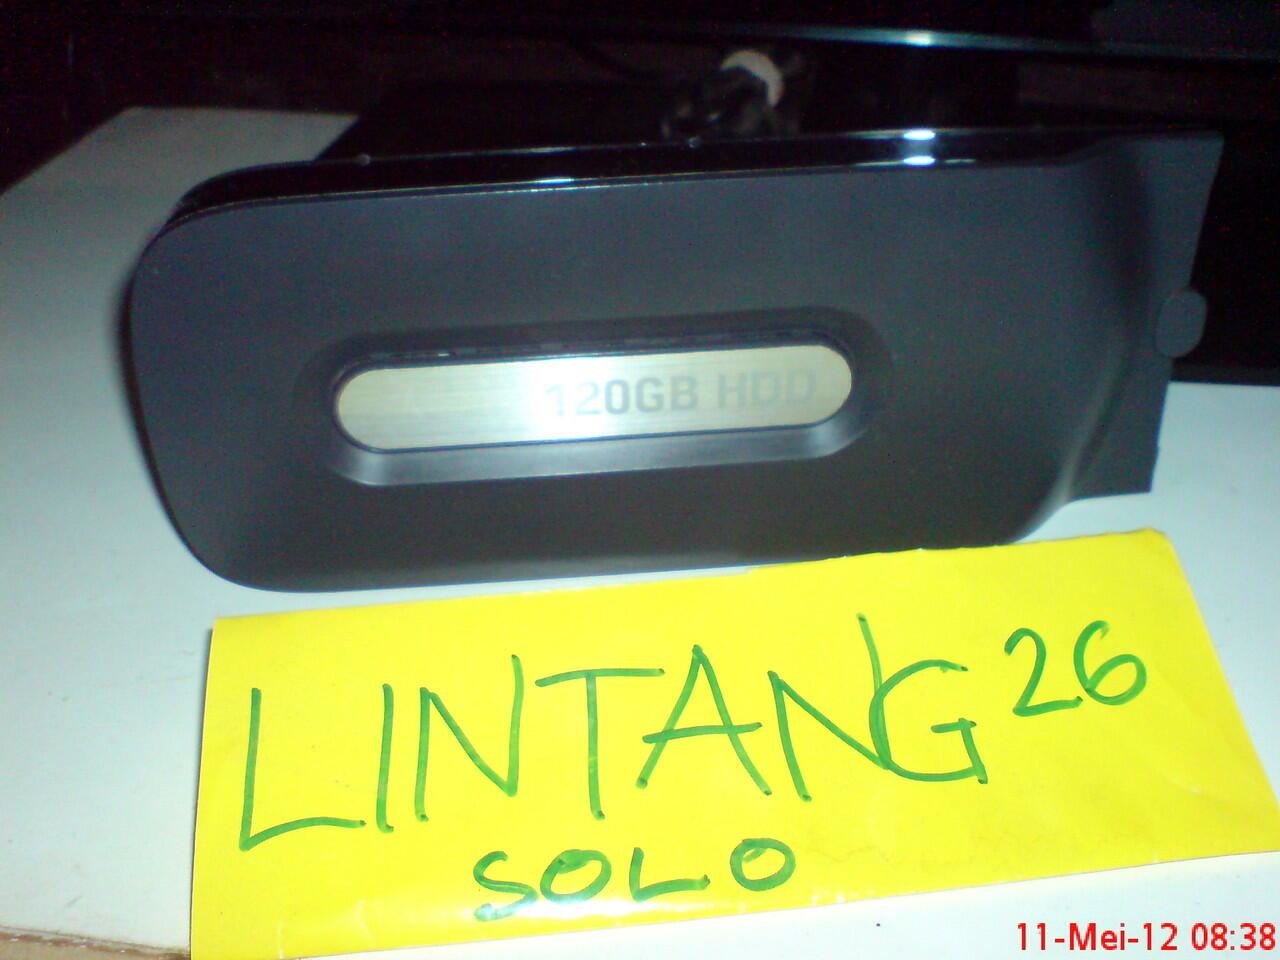 120GB HDD
LINTANG 26
SOLO
11-Mei-12 08:38